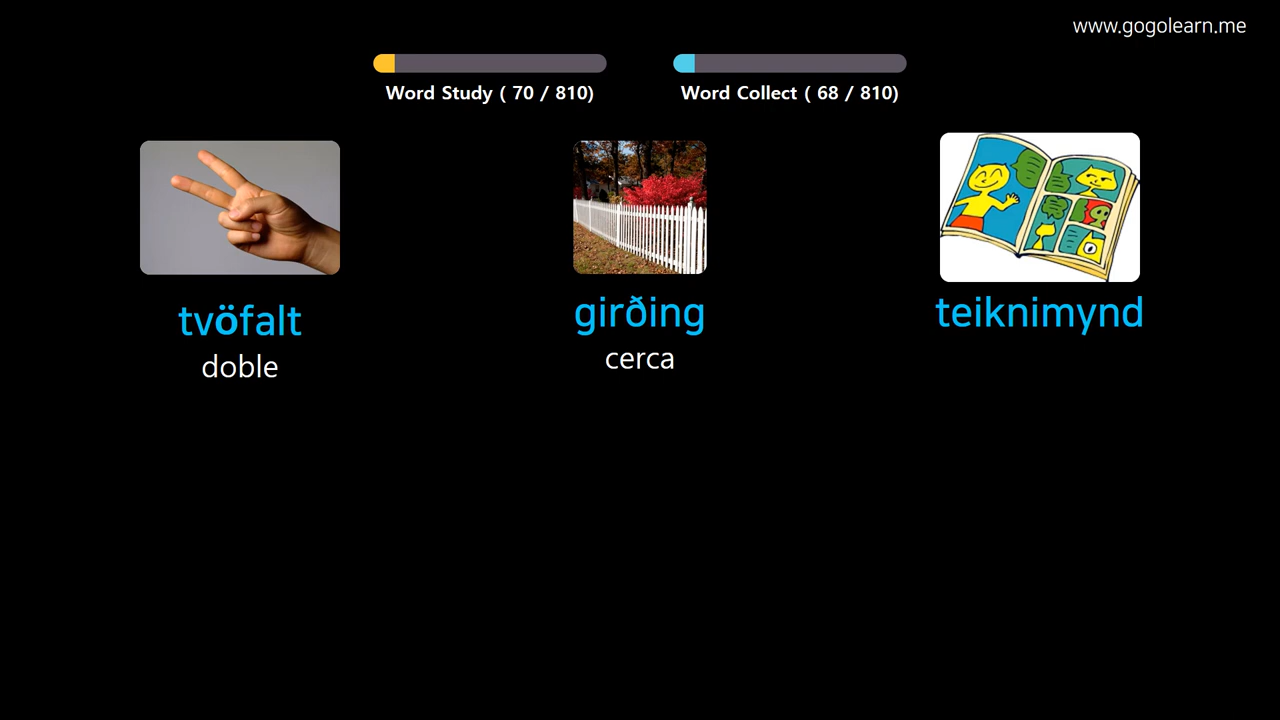 www.gogolearn.me
Word Study ( 70 / 810)
Word Collect ( 68 / 810)
tvöfalt
doble
girðing
cerca
teiknimynd